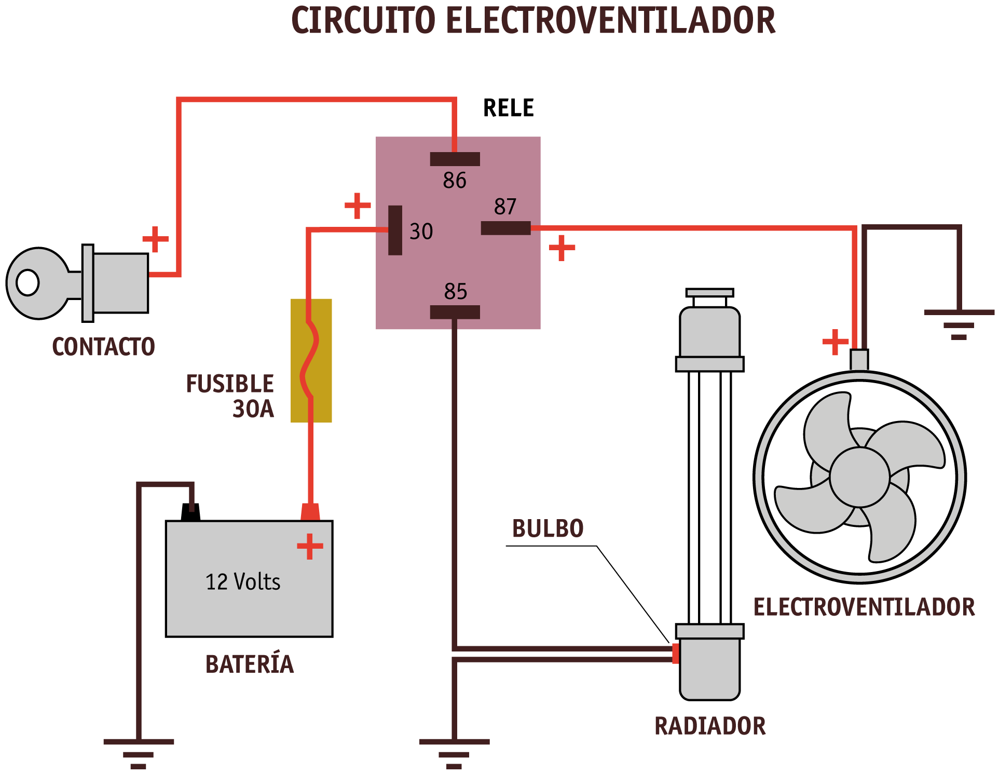 CIRCUITO ELECTROVENTILADOR
RELE
86
87
30
85
CONTACTO
FUSIBLE
30A
12 Volts
BATERÍA
BULBO
ELECTROVENTILADOR
RADIADOR